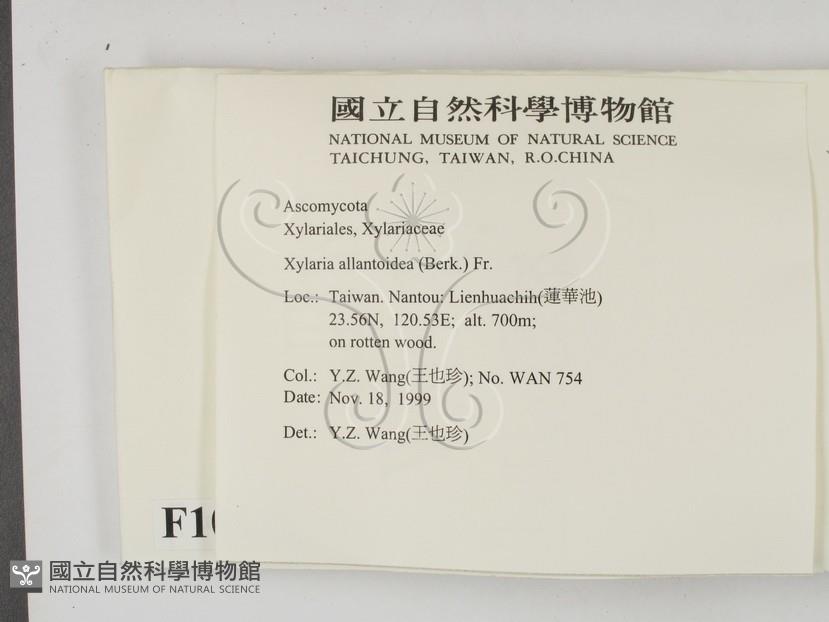 國立自然科學博物館
NATIONAL MUSEUM OF NATURAL SCIENCE
TAICHUNG, TAIWAN, R.O.CHINA
Ascomycota
Xylariales, Xylariaceae
Xylaria allantoidea (Berk.) Fr.
Loc.: Taiwan. Nantou: Lienhuachih(蓮華池)
23.56N, 120.53E; alt. 700m;
on rotten wood.
Col.: Y.Z. Wang(王也珍); No. WAN 754
Date: Nov. 18, 1999
Det.: Y.Z. Wang(王也珍)
F1
國立自然科學博物館
NATIONAL MUSEUM OF NATURAL SCIENCE